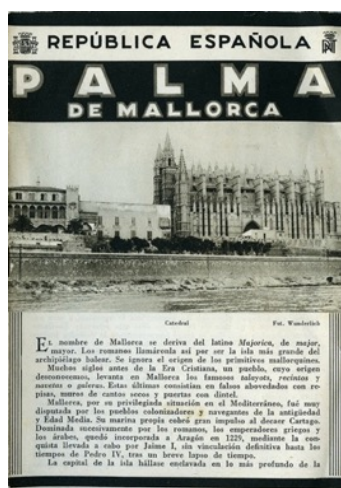 REPÚBLICA ESPAÑOLA
PALMA
DE MALLORCA
Catedral Fot. Wunderlich
EL nombre de Mallorca se deriva del latino Majorica, de major,
mayor. Los romanos llamáronla así por ser la isla más grande del
archipiélago balear. Se ignora el origen de los primitivos mallorquines.
Muchos siglos antes de la Era Cristiana, un pueblo, cuyo origen
desconocemos, levanta en Mallorca los famosos talayots, recintos y
navetas o galeras. Estas últimas consistían en falsos abovedados con re-
pisas, muros de cantos secos y puertas con dintel.
Mallorca, por su privilegiada situación en el Mediterráneo, fué muy
disputada por los pueblos colonizadores y navegantes de la antigüedad
y Edad Media. Su marina propia cobró gran impulso al decaer Cartago.
Dominada sucesivamente por los romanos, los emperadores griegos y
los árabes, quedó incorporada a Aragón en 1229, mediante la con-
quista llevada a cabo por Jaime I, sin vinculación definitiva hasta los
tiempos de Pedro IV, tras un breve lapso de tiempo.
La capital de la isla hállase enclavada en lo más profundo de la